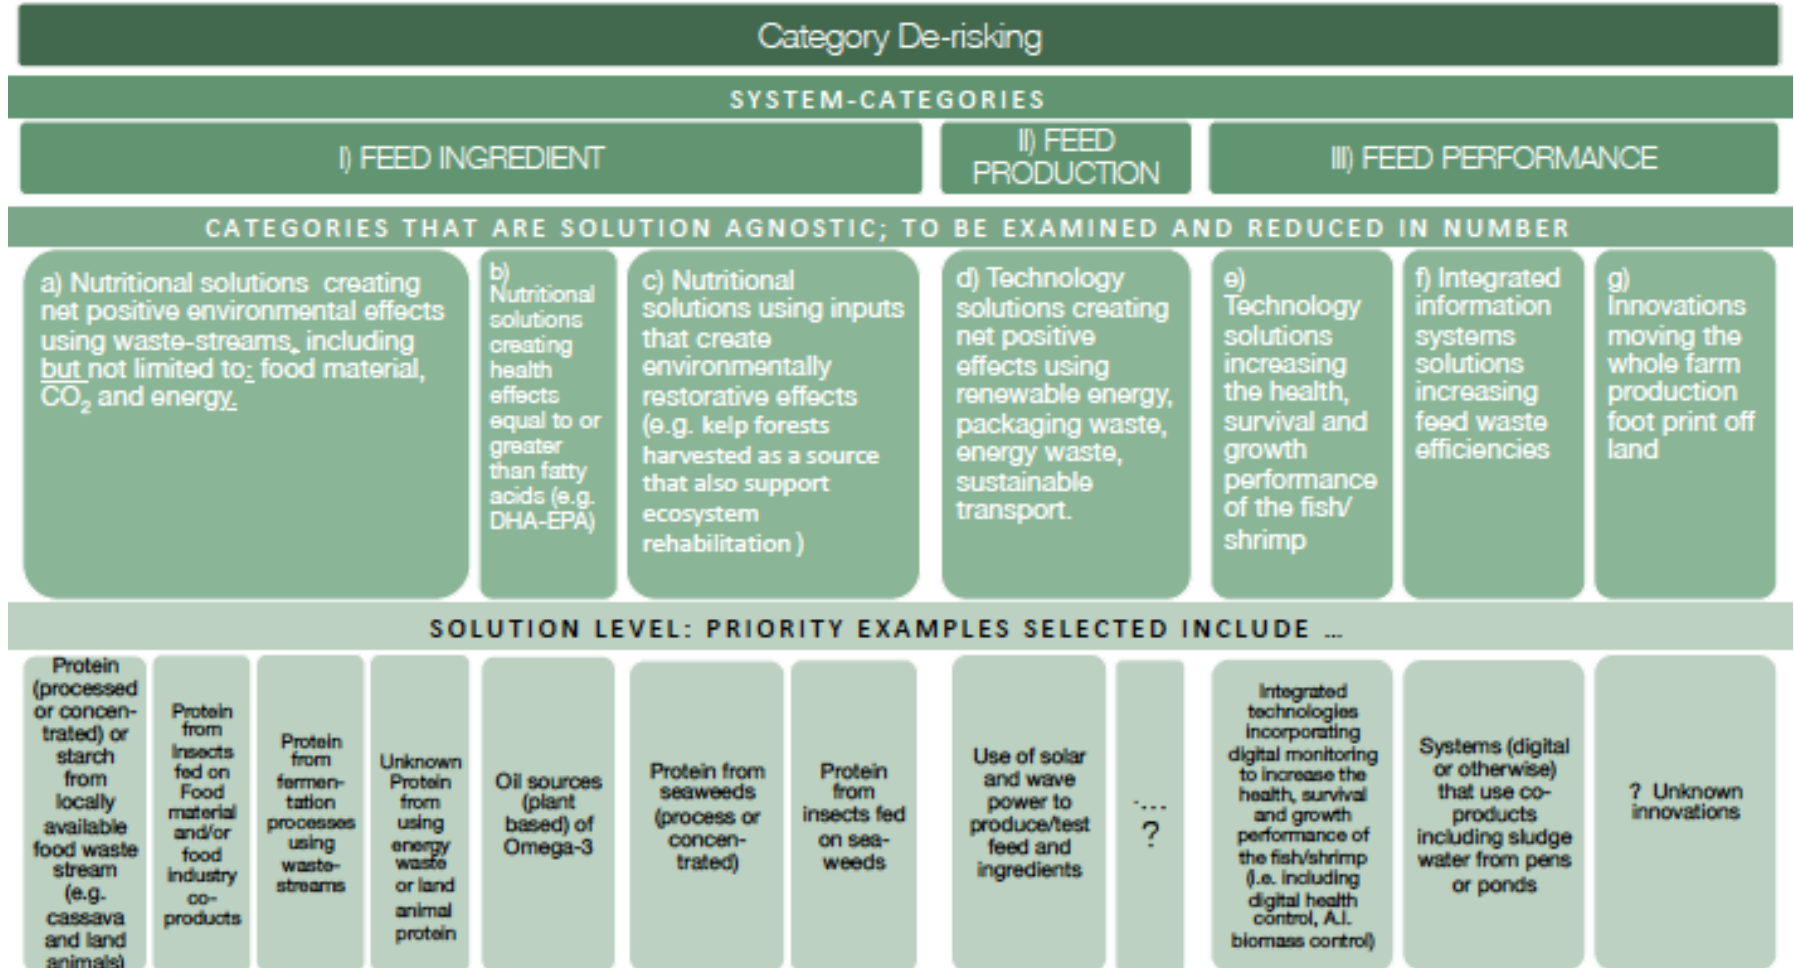 Category De-risking
SYSTEM-CATEGORIES
I) FEED INGREDIENT
II) FEED
PRODUCTION
III) FEED PERFORMANCE
CATEGORIES THAT ARE SOLUTION AGNOSTIC; TO BE EXAMINED AND REDUCED IN NUMBER
a) Nutritional solutions creating
net positive environmental effects
using waste-streams, including
but not limited to: food material,
CO₂ and energy.
b)
Nutritional
solutions
creating
health
effects
equal to or
greater
than fatty
acids (e.g.
DHA-EPA)
c) Nutritional
solutions using inputs
that create
environmentally
restorative effects
(e.g. kelp forests
harvested as a source
that also support
ecosystem
rehabilitation )
d) Technology
solutions creating
net positive
effects using
renewable energy,
packaging waste,
energy waste,
sustainable
transport.
e)
Technology
solutions
increasing
the health,
survival and
growth
performance
of the fish/
shrimp
f) Integrated
information
systems
solutions
increasing
feed waste
efficiencies
g)
Innovations
moving the
whole farm
production
foot print off
land
SOLUTION LEVEL: PRIORITY EXAMPLES SELECTED INCLUDE ...
Protein
(processed
or concen-
trated) or
starch
from
locally
available
food waste
stream
(e.g.
cassava
and land
animals)
Protein
from
Insects
fed on
Food
material
and/or
food
industry
co-
products
Protein
from
fermen-
tation
processes
using
waste-
streams
Unknown
Protein
from
using
energy
waste
or land
animal
protein
Oil sources
(plant
based) of
Omega-3
Protein from
seaweeds
(process or
concen-
trated)
Protein
from
insects fed
on sea-
weeds
Use of solar
and wave
power to
produce/test
feed and
ingredients
....
?
Integrated
technologies
incorporating
digital monitoring
to increase the
health, survival
and growth
performance of
the fish/shrimp
(i.e. including
digital health
control, A.I.
biomass control)
Systems (digital
or otherwise)
that use co-
products
including sludge
water from pens
or ponds
? Unknown
innovations